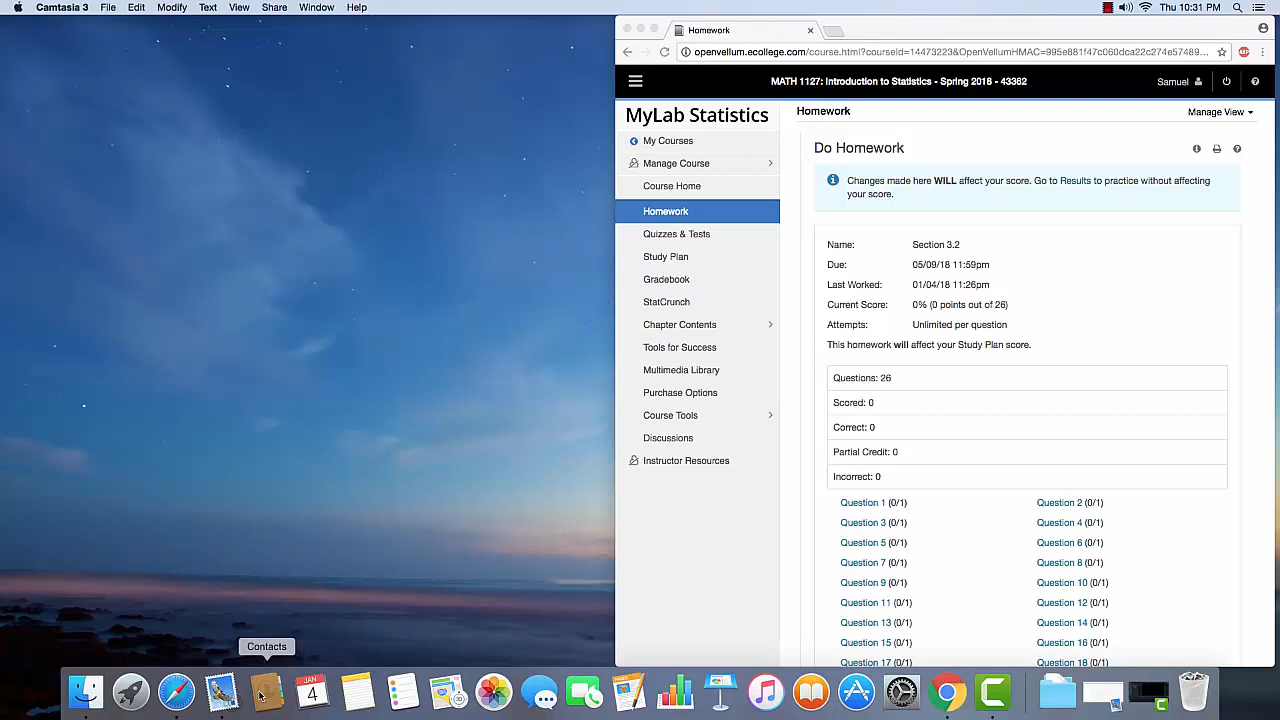 Camtasia 3 File Edit Modify Text View Share Window Help Thu 10:31 PM
Homework
openvellum.ecollege.com/course.html?courseId=14473223&OpenVellumHMAC=995e881f47c060dca22c274e57489...
MATH 1127: Introduction to Statistics - Spring 2018 - 43362 Samuel
MyLab Statistics
My Courses
Manage Course
Course Home
Homework
Quizzes & Tests
Study Plan
Gradebook
StatCrunch
Chapter Contents
Tools for Success
Multimedia Library
Purchase Options
Course Tools
Discussions
Instructor Resources
Homework
Manage View
Do Homework
Changes made here WILL affect your score. Go to Results to practice without affecting
your score.
Name: Section 3.2
Due: 05/09/18 11:59pm
Last Worked: 01/04/18 11:26pm
Current Score: 0% (0 points out of 26)
Attempts: Unlimited per question
This homework will affect your Study Plan score.
Questions: 26
Scored: 0
Correct: 0
Partial Credit: 0
Incorrect: 0
Question 1 (0/1) Question 2 (0/1)
Question 3 (0/1) Question 4 (0/1)
Question 5 (0/1) Question 6 (0/1)
Question 7 (0/1) Question 8 (0/1)
Question 9 (0/1) Question 10 (0/1)
Question 11 (0/1) Question 12 (0/1)
Question 13 (0/1) Question 14 (0/1)
Question 15 (0/1) Question 16 (0/1)
Question 17 (0/1) Question 18 (0/1)
Contacts
JAN
4